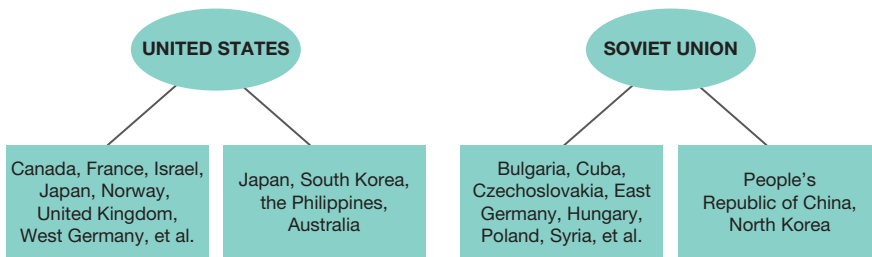 UNITED STATES
Canada, France, Israel,
Japan, Norway,
United Kingdom,
West Germany, et al.
Japan, South Korea,
the Philippines,
Australia
SOVIET UNION
Bulgaria, Cuba,
Czechoslovakia, East
Germany, Hungary,
Poland, Syria, et al.
People's
Republic of China,
North Korea